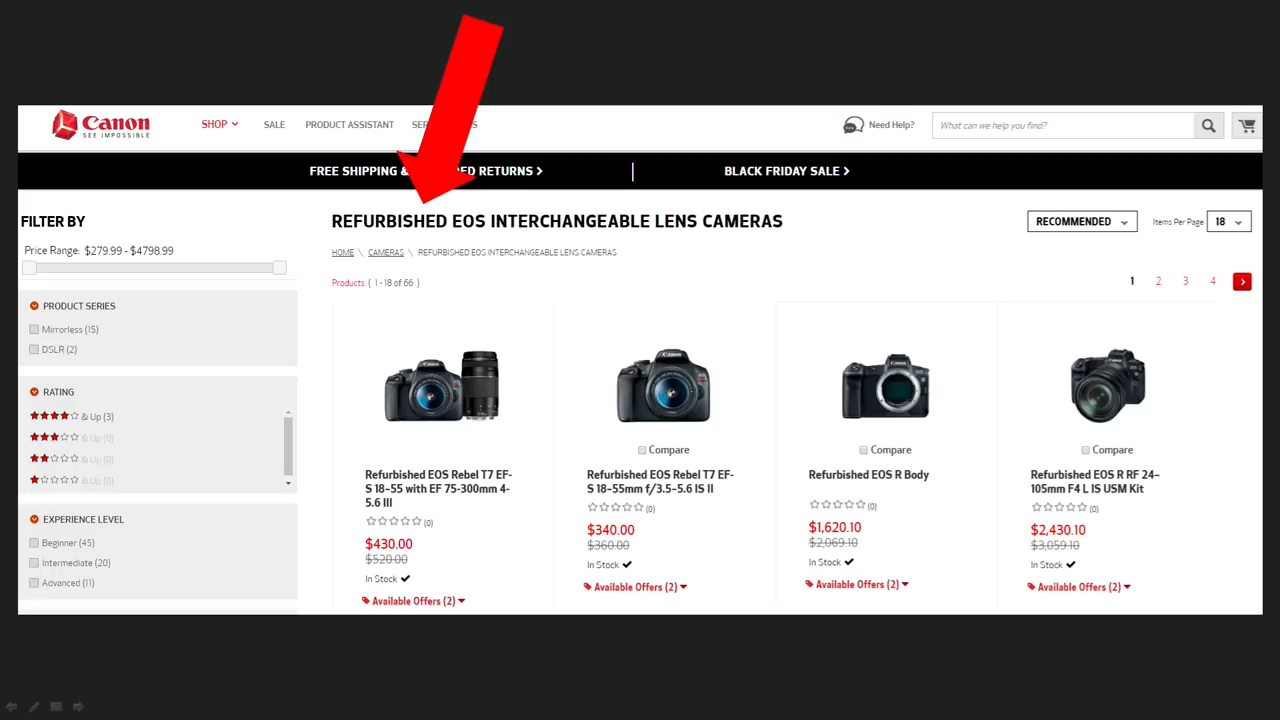 Canon
SEE IMPOSSIBLE
SHOP
SALE
PRODUCT ASSISTANT
Need Help?
What can we help you find?
FREE SHIPPING &
RETURNS
BLACK FRIDAY SALE
FILTER BY
Price Range: $279.99 - $4798.99
PRODUCT SERIES
Mirrorless (15)
DSLR (2)
RATING
& Up (3)
& Up (0)
& Up (0)
& Up (0)
EXPERIENCE LEVEL
Beginner (45)
Intermediate (20)
Advanced (11)
REFURBISHED EOS INTERCHANGEABLE LENS CAMERAS
RECOMMENDED
Items Per Page: 18
HOME \ CAMERAS \ REFURBISHED EOS INTERCHANGEABLE LENS CAMERAS
Products: ( 1 - 18 of 66 )
1 2 3 4
Refurbished EOS Rebel T7 EF-
S 18-55 with EF 75-300mm 4-
5.6 III
(0)
$430.00
$520.00
In Stock
Available Offers (2)
Compare
Refurbished EOS Rebel T7 EF-
S 18-55mm f/3.5-5.6 IS II
(0)
$340.00
$360.00
In Stock
Available Offers (2)
Compare
Refurbished EOS R Body
(0)
$1,620.10
$2,069.10
In Stock
Available Offers (2)
Compare
Refurbished EOS R RF 24-
105mm F4 L IS USM Kit
(0)
$2,430.10
$3,059.10
In Stock
Available Offers (2)